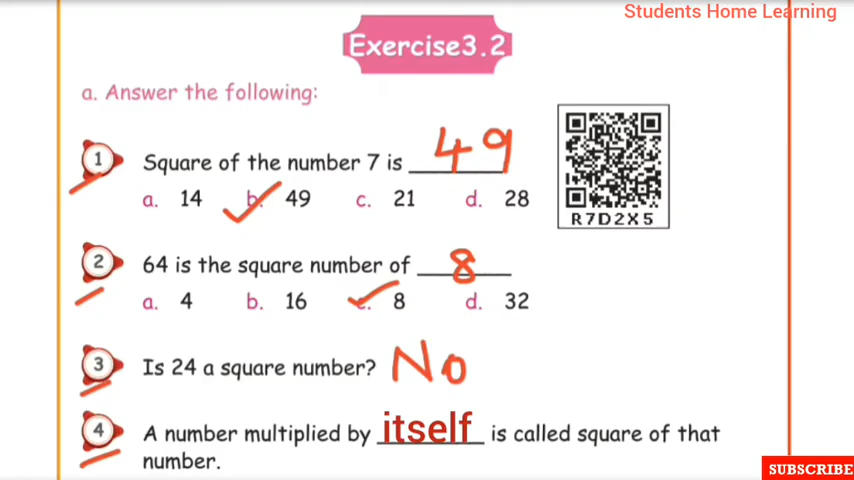 Students Home Learning
Exercise3.2
a. Answer the following:
1 Square of the number 7 is 49
a. 14 b. 49 c. 21 d. 28
R7D2X5
2 64 is the square number of 8
a. 4 b. 16 c. 8 d. 32
3 Is 24 a square number? No
4 A number multiplied by itself is called square of that
number.
SUBSCRIBE